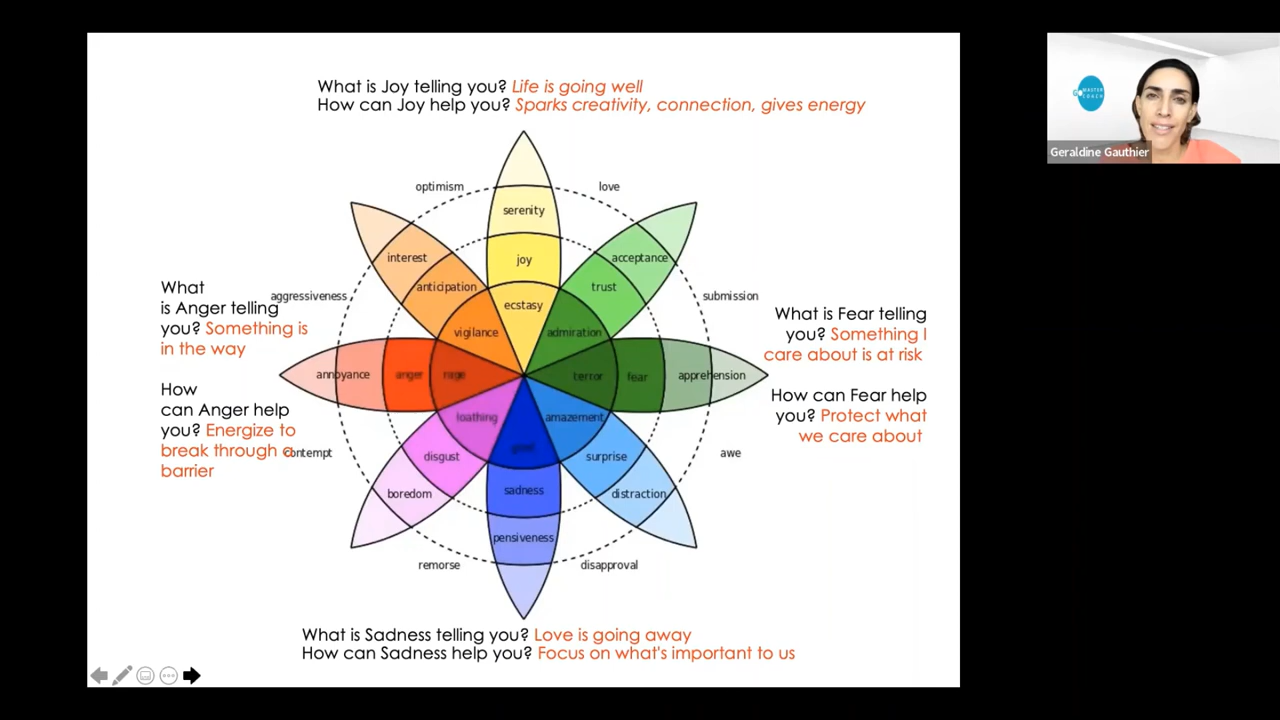 What is Joy telling you? Life is going well
How can Joy help you? Sparks creativity, connection, gives energy
MASTER
COACH
Geraldine Gauthier
optimism
love
serenity
interest
joy
acceptance
anticipation
trust
ecstasy
vigilance
admiration
aggressiveness
submission
What
is Anger telling
you? Something is
in the way
What is Fear telling
you? Something I
care about is at risk
annoyance
anger
rage
terror
fear
apprehension
How
can Anger help
you? Energize to
break through a
barrier
How can Fear help
you? Protect what
we care about
loathing
amazement
contempt
disgust
surprise
awe
boredom
sadness
distraction
pensiveness
remorse
disapproval
What is Sadness telling you? Love is going away
How can Sadness help you? Focus on what's important to us